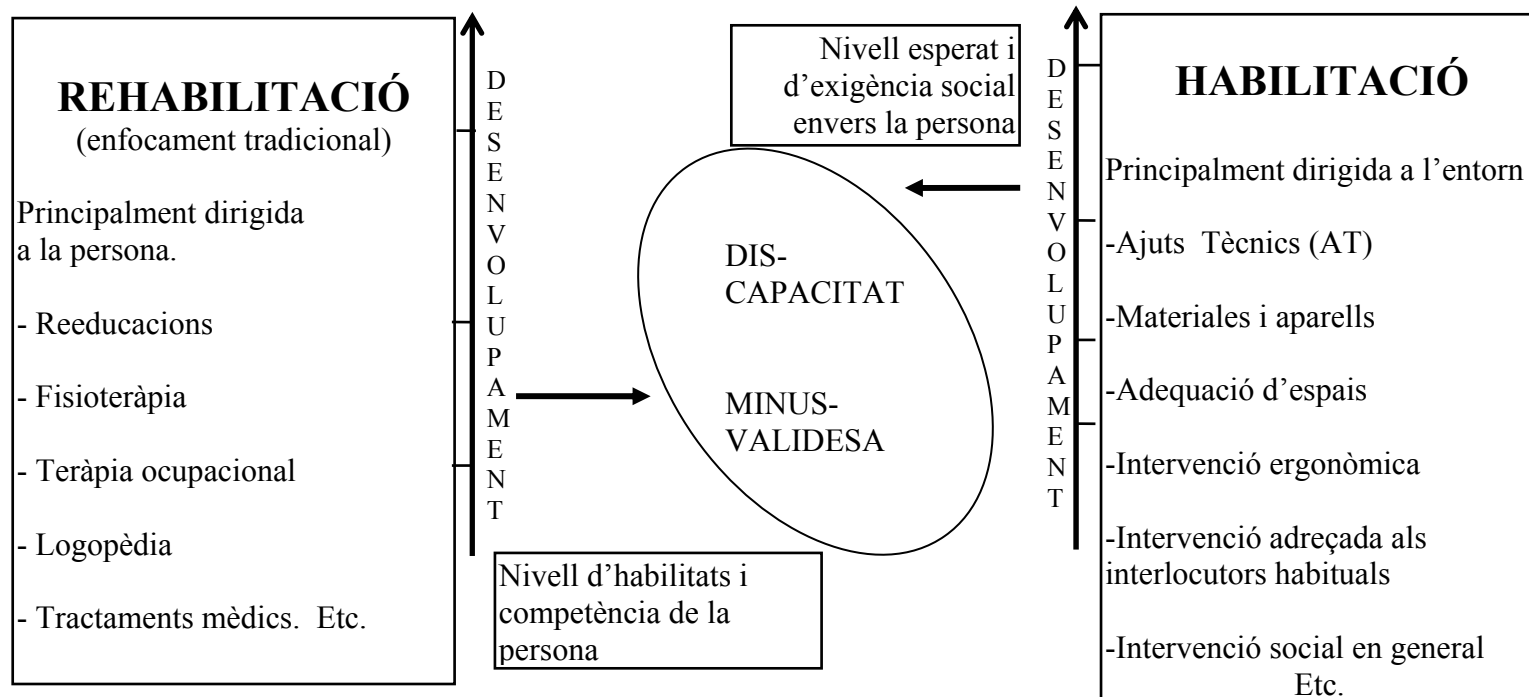 REHABILITACIÓ
(enfocament tradicional)
Principalment dirigida
a la persona.
- Reeducacions
- Fisioteràpia
- Teràpia ocupacional
- Logopèdia
- Tractaments mèdics.  Etc.
DESENVOLUPAMENT
Nivell esperat i
d’exigència social
envers la persona
DIS-
CAPACITAT
MINUS-
VALIDESA
Nivell d’habilitats i
competència de la
persona
DESENVOLUPAMENT
HABILITACIÓ
Principalment dirigida a l’entorn
-Ajuts  Tècnics (AT)
-Materiales i aparells
-Adequació d’espais
-Intervenció ergonòmica
-Intervenció adreçada als
interlocutors habituals
-Intervenció social en general
Etc.